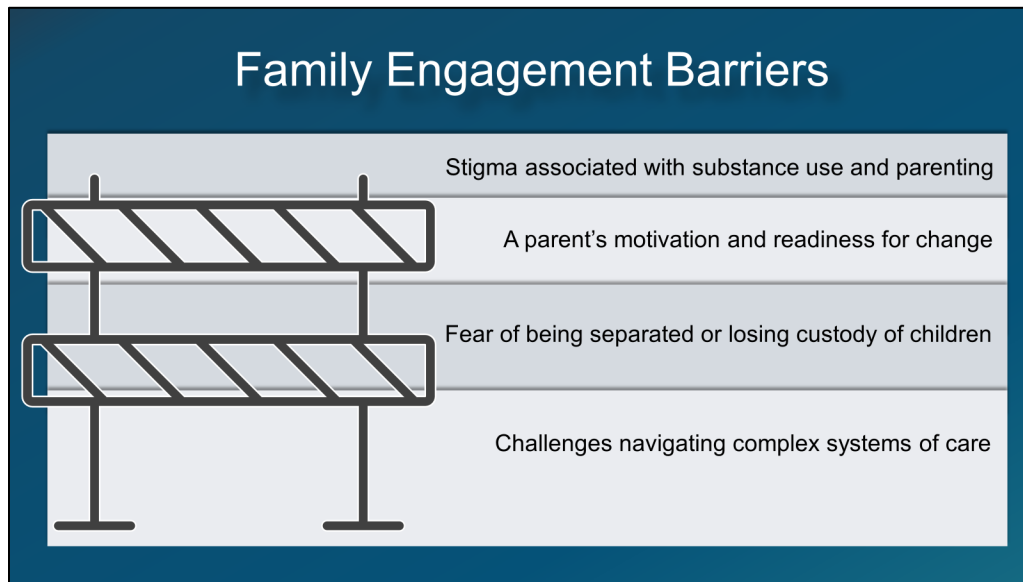 Family Engagement Barriers
Stigma associated with substance use and parenting
A parent's motivation and readiness for change
Fear of being separated or losing custody of children
Challenges navigating complex systems of care